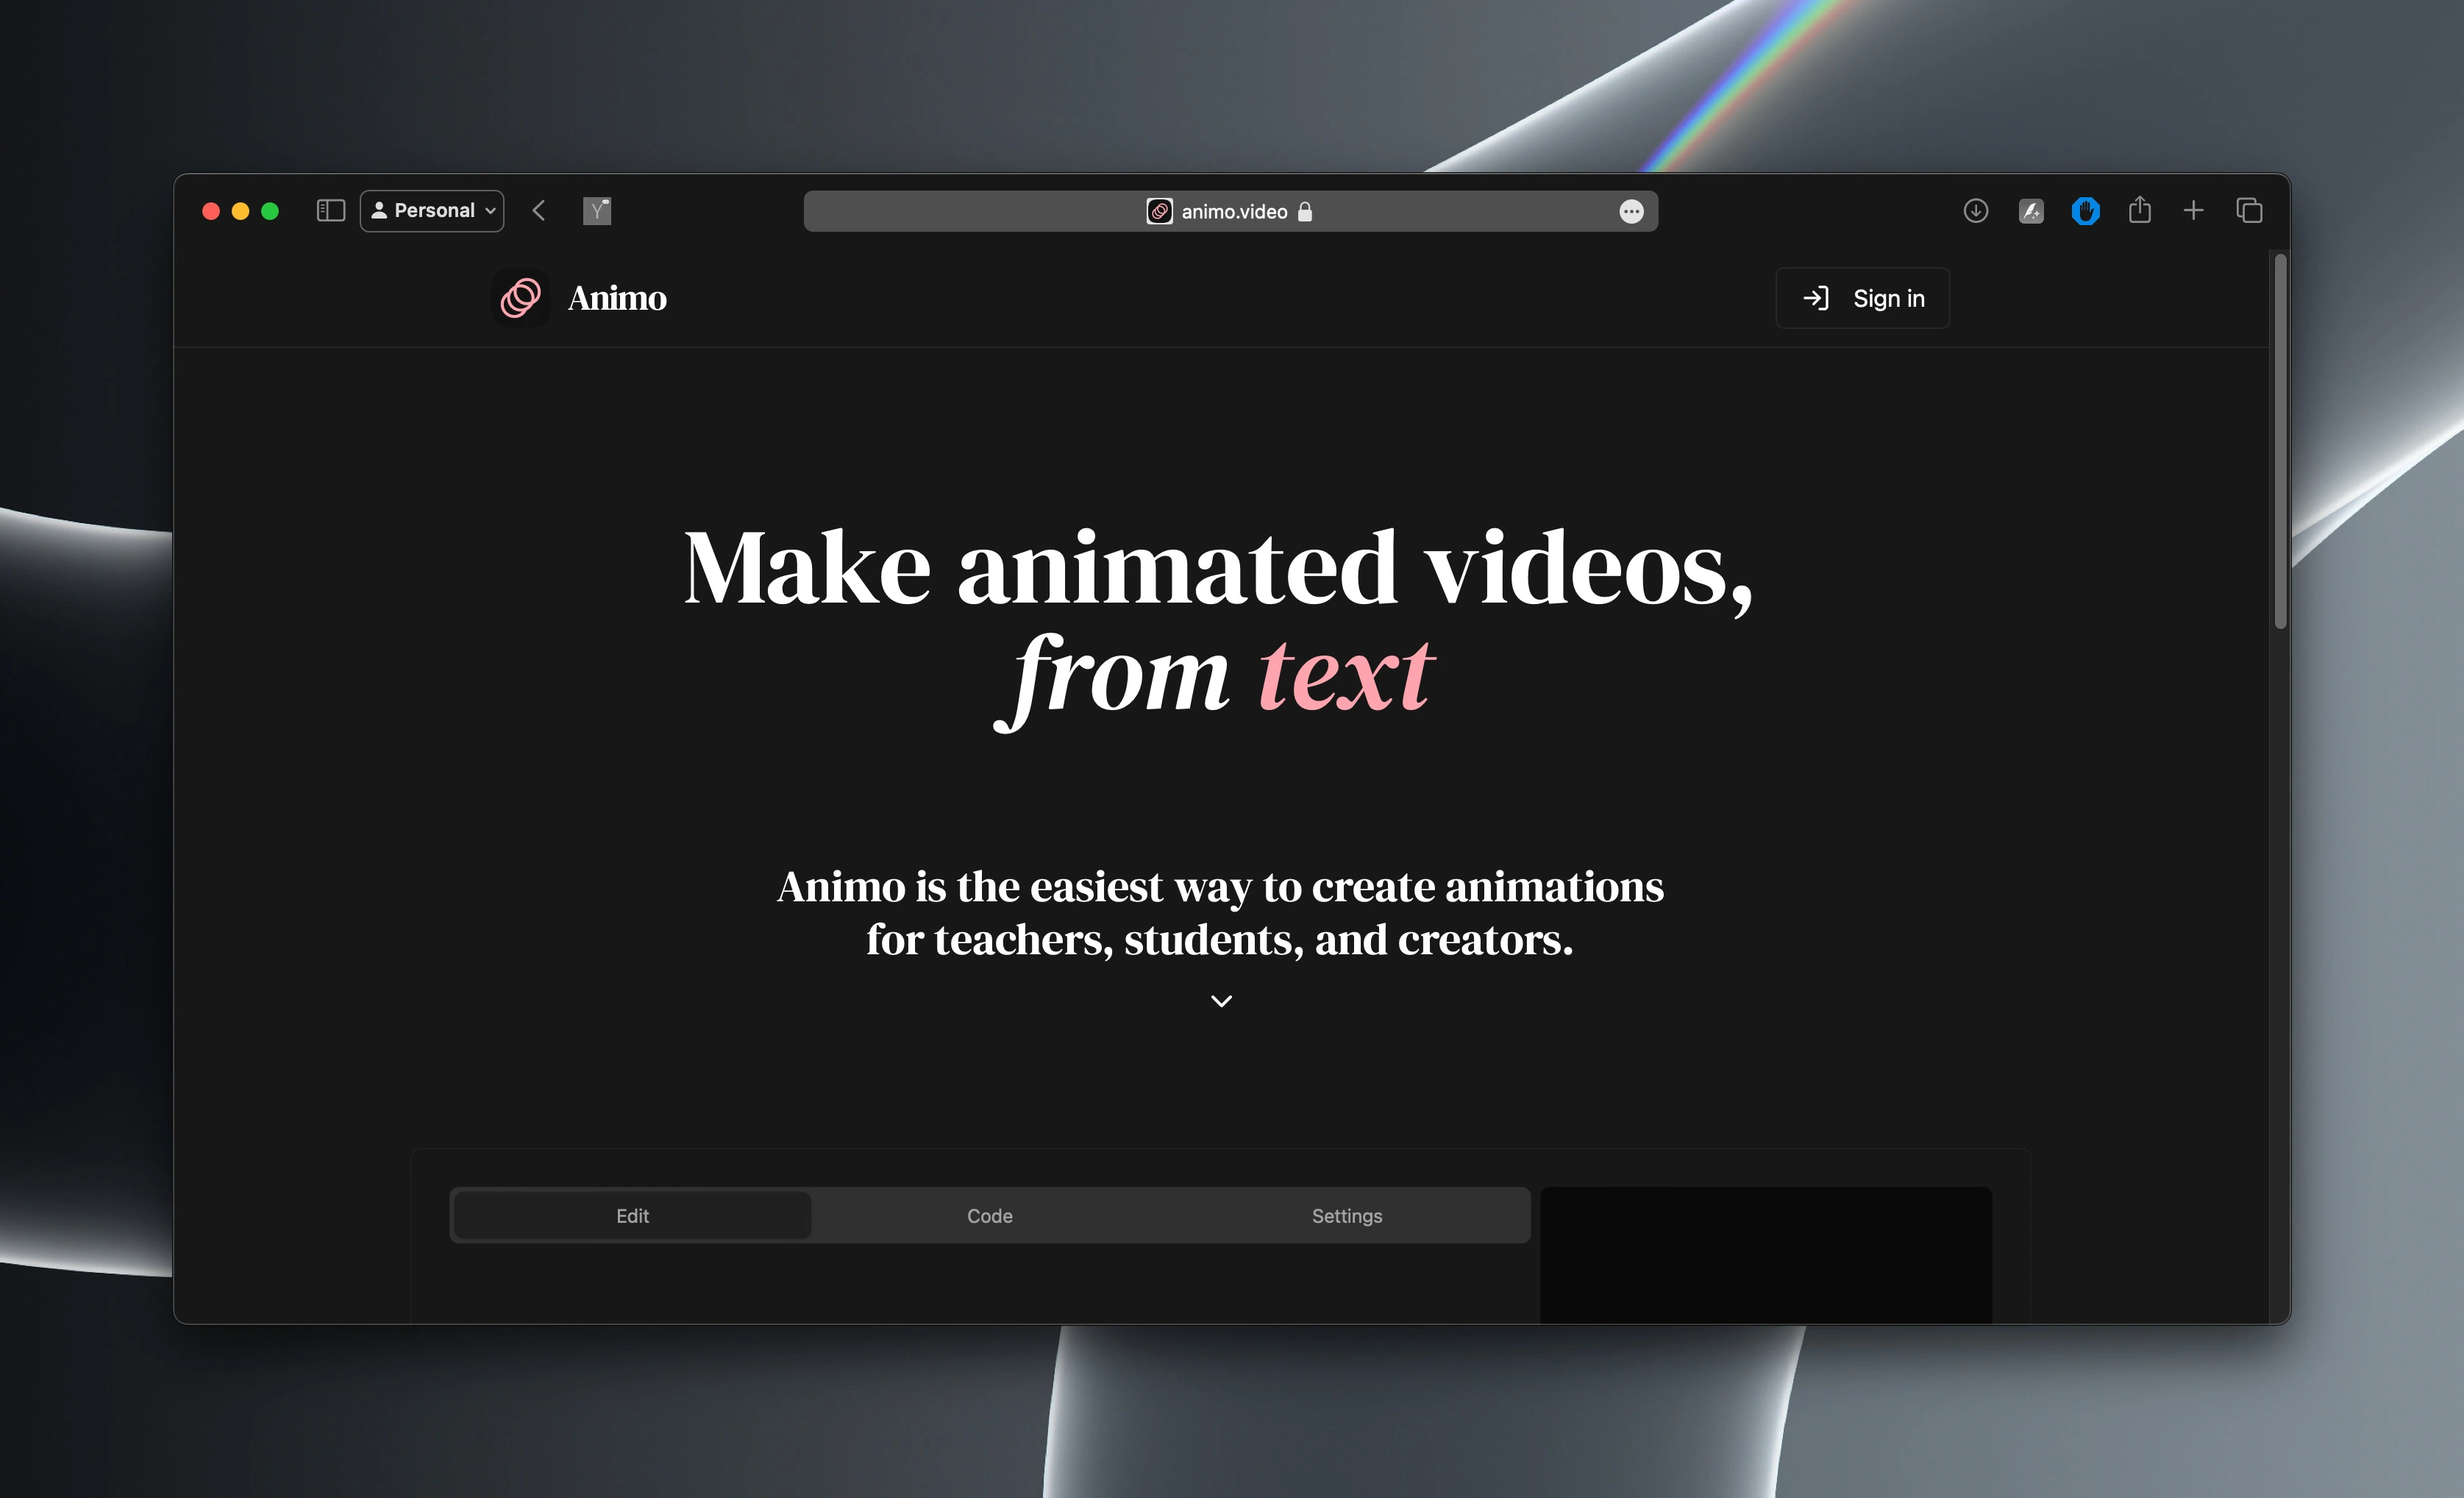 Personal
Y
animo.video
Animo
Sign in
Make animated videos,
from text
Animo is the easiest way to create animations
for teachers, students, and creators.
Edit
Code
Settings